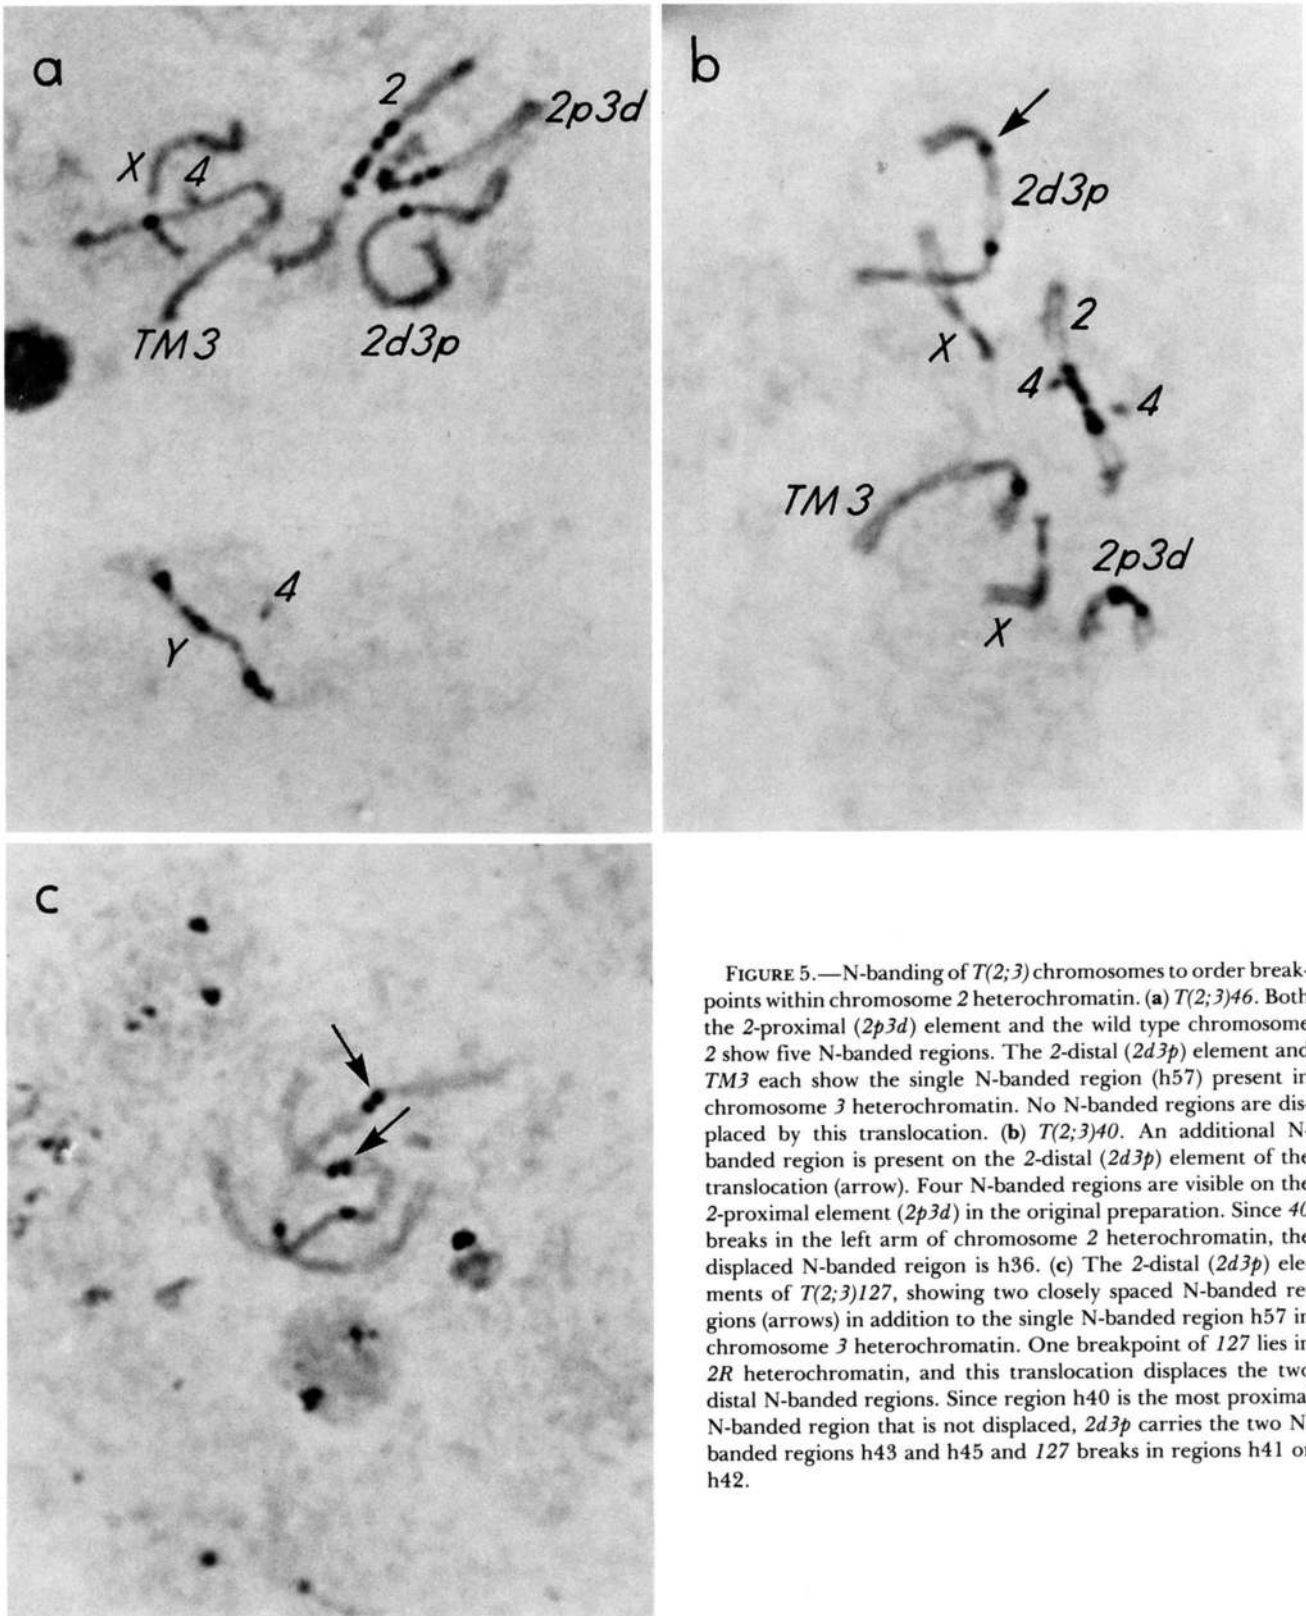 a
2
2p3d
X
4
TM3
2d3p
4
Y
b
2d3p
2
X
4
4
TM3
2p3d
X
c
FIGURE 5.—N-banding of T(2;3) chromosomes to order break-
points within chromosome 2 heterochromatin. (a) T(2;3)46. Both
the 2-proximal (2p3d) element and the wild type chromosome
2 show five N-banded regions. The 2-distal (2d3p) element and
TM3 each show the single N-banded region (h57) present in
chromosome 3 heterochromatin. No N-banded regions are dis-
placed by this translocation. (b) T(2;3)40. An additional N-
banded region is present on the 2-distal (2d3p) element of the
translocation (arrow). Four N-banded regions are visible on the
2-proximal element (2p3d) in the original preparation. Since 40
breaks in the left arm of chromosome 2 heterochromatin, the
displaced N-banded reigon is h36. (c) The 2-distal (2d3p) ele-
ments of T(2;3)127, showing two closely spaced N-banded re-
gions (arrows) in addition to the single N-banded region h57 in
chromosome 3 heterochromatin. One breakpoint of 127 lies in
2R heterochromatin, and this translocation displaces the two
distal N-banded regions. Since region h40 is the most proximal
N-banded region that is not displaced, 2d3p carries the two N-
banded regions h43 and h45 and 127 breaks in regions h41 or
h42.